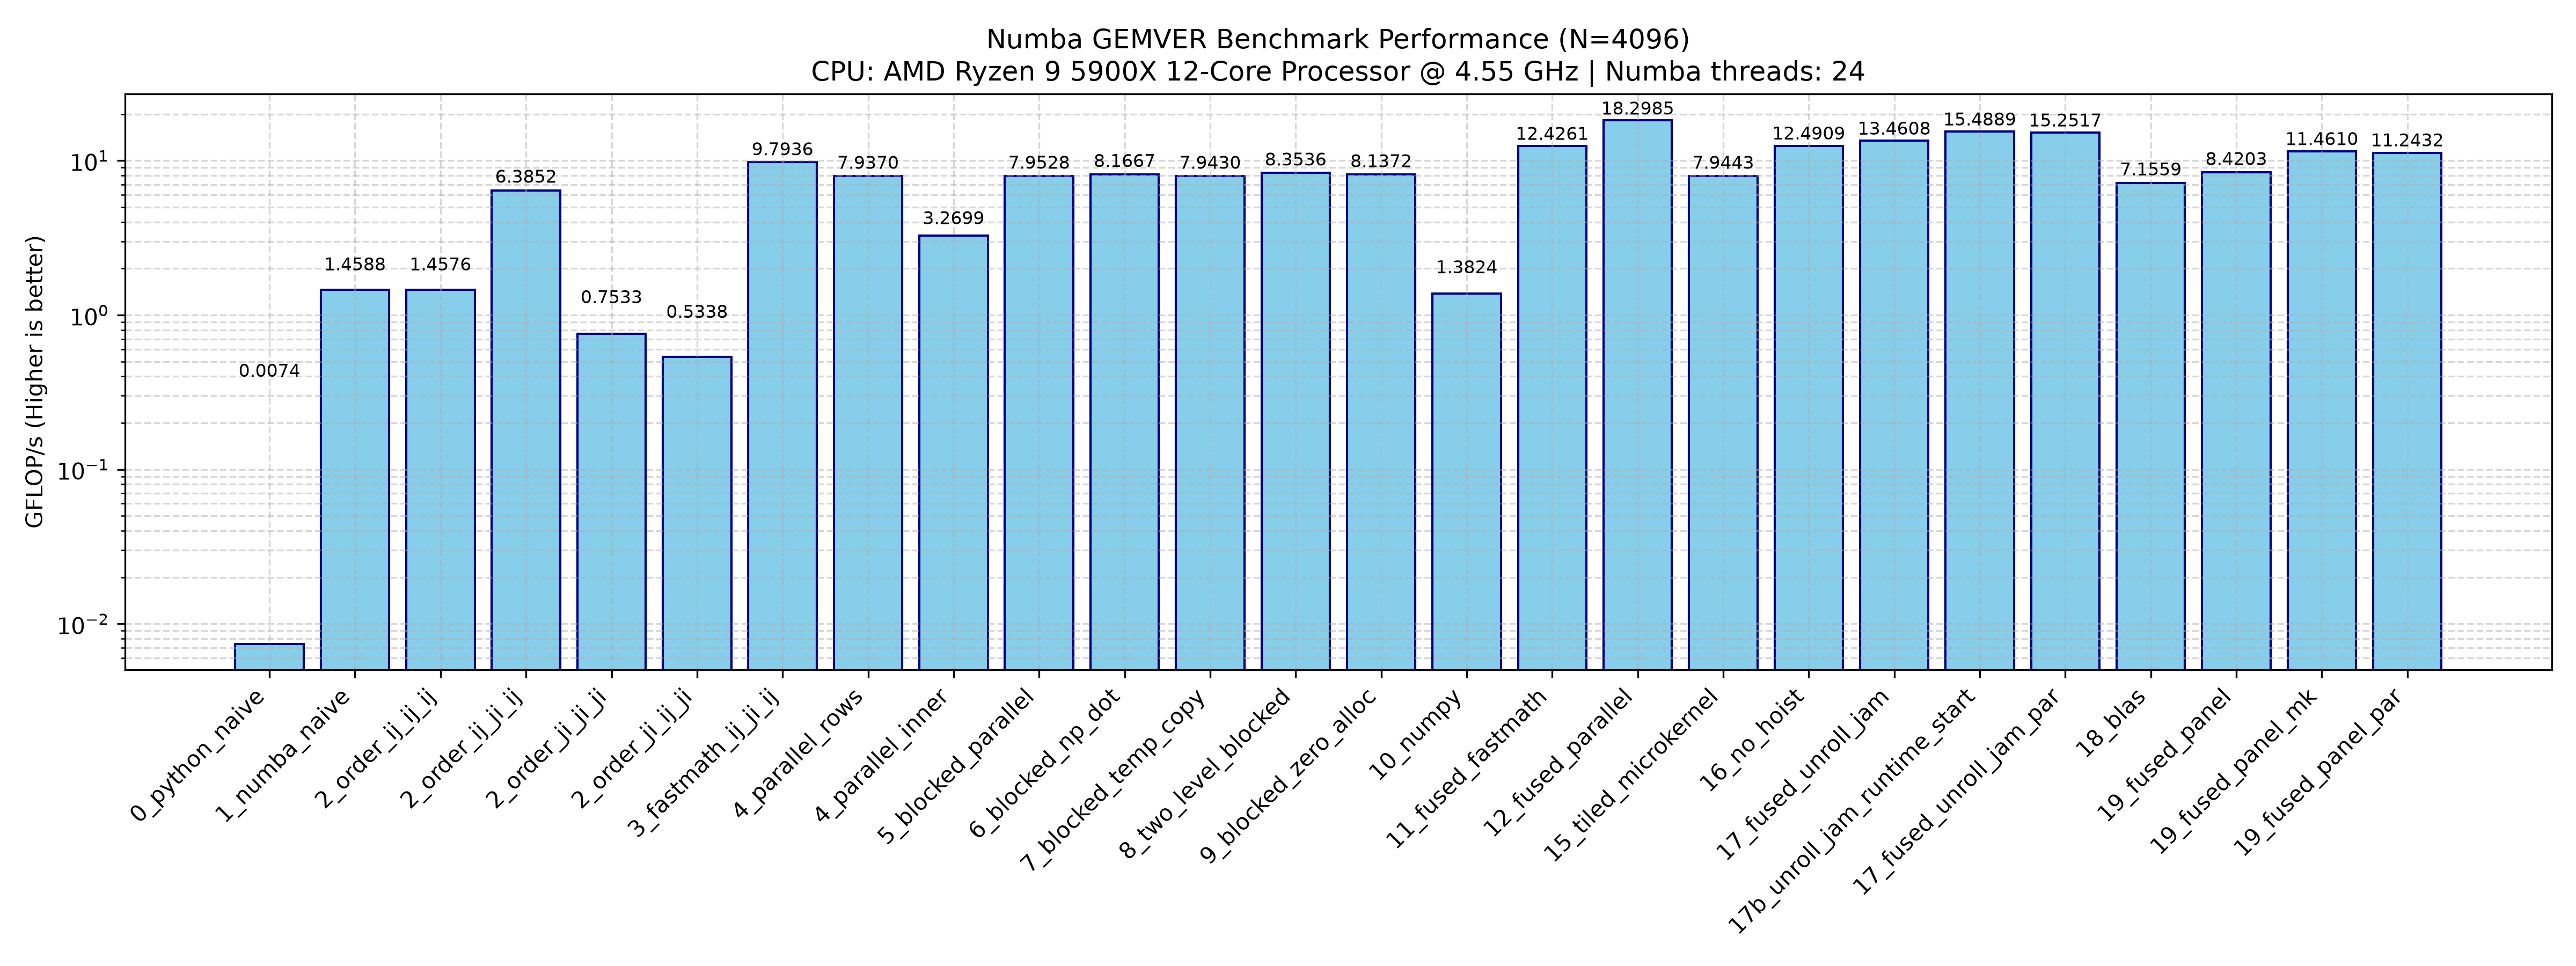 Numba GEMVER Benchmark Performance (N=4096)
CPU: AMD Ryzen 9 5900X 12-Core Processor @ 4.55 GHz | Numba threads: 24
GFLOP/s (Higher is better)
10¹
10⁰
10⁻¹
10⁻²
0.0074
1.4588
1.4576
6.3852
0.7533
0.5338
9.7936
7.9370
3.2699
7.9528
8.1667
7.9430
8.3536
8.1372
1.3824
12.4261
18.2985
7.9443
12.4909
13.4608
15.4889
15.2517
7.1559
8.4203
11.4610
11.2432
0_python_naive
1_numba_naive
2_order_ij_ij_ij
2_order_ij_ji_ij
2_order_ji_ji_ji
2_order_ji_ij_ji
3_fastmath_ij_ji_ij
4_parallel_rows
4_parallel_inner
5_blocked_parallel
6_blocked_np_dot
7_blocked_temp_copy
8_two_level_blocked
9_blocked_zero_alloc
10_numpy
11_fused_fastmath
12_fused_parallel
15_tiled_microkernel
16_no_hoist
17_fused_unroll_jam
17b_unroll_jam_runtime_start
17_fused_unroll_jam_par
18_blas
19_fused_panel
19_fused_panel_mk
19_fused_panel_par